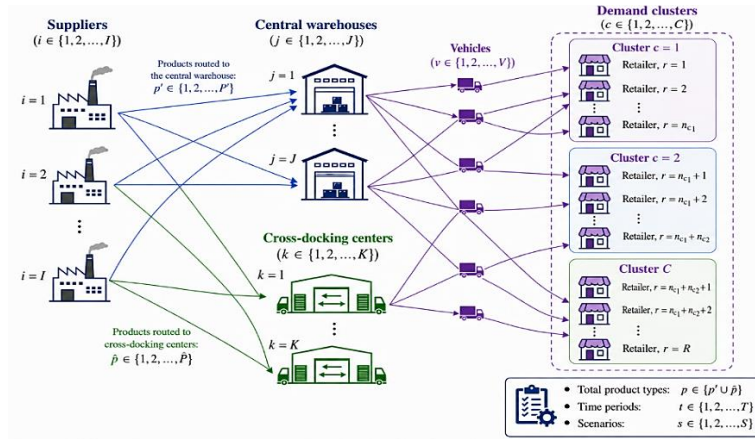 Suppliers
(i ∈ {1, 2, ..., I})
Products routed to
the central warehouse:
p′ ∈ {1, 2, ..., P′}
i = 1
i = 2
⋮
i = I
Products routed to
cross-docking centers:
p̂ ∈ {1, 2, ..., P̂}
Central warehouses
(j ∈ {1, 2, ..., J})
j = 1
⋮
j = J
Cross-docking centers
(k ∈ {1, 2, ..., K})
k = 1
⋮
k = K
Vehicles
(v ∈ {1, 2, ..., V})
Demand clusters
(c ∈ {1, 2, ..., C})
Cluster c = 1
Retailer, r = 1
Retailer, r = 2
⋮
Retailer, r = n_c₁
Cluster c = 2
Retailer, r = n_c₁ + 1
Retailer, r = n_c₁ + 2
⋮
Retailer, r = n_c₁ + n_c₂
Cluster C
Retailer, r = n_c₁ + n_c₂ + 1
Retailer, r = n_c₁ + n_c₂ + 2
⋮
Retailer, r = R
• Total product types: p ∈ {p′ ∪ p̂}
• Time periods: t ∈ {1, 2, ..., T}
• Scenarios: s ∈ {1, 2, ..., S}